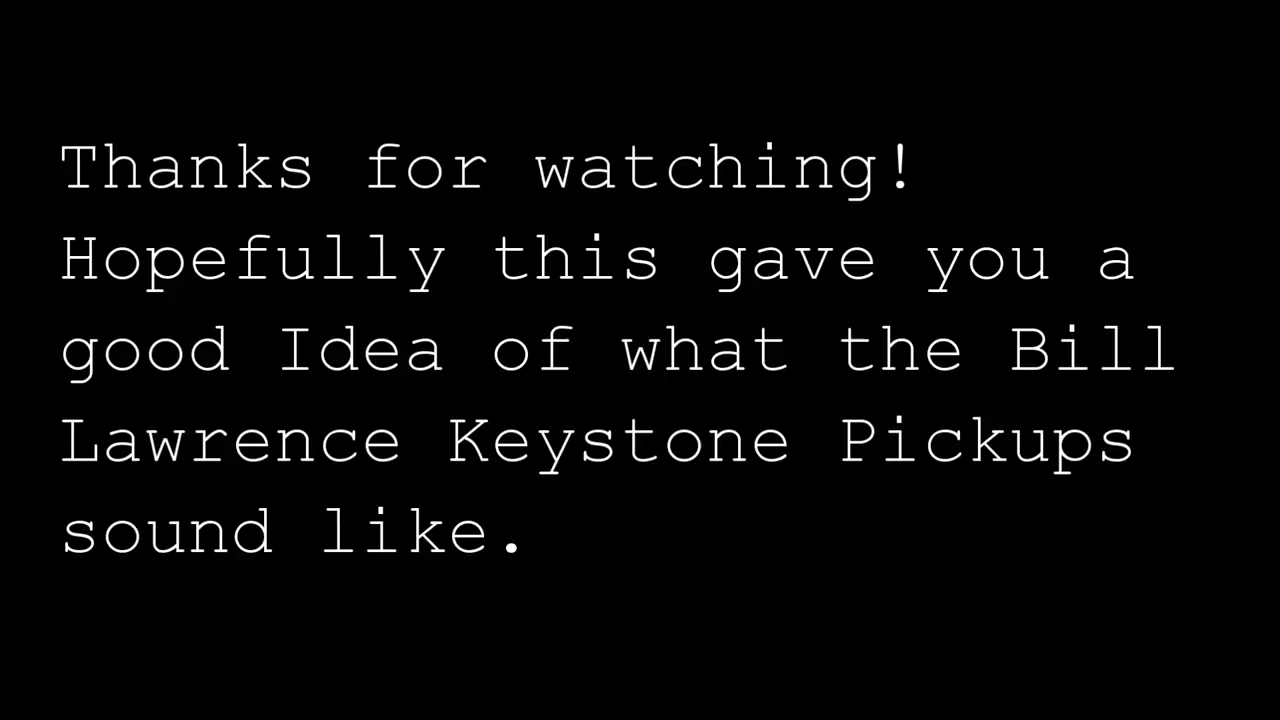 Thanks for watching!
Hopefully this gave you a
good Idea of what the Bill
Lawrence Keystone Pickups
sound like.